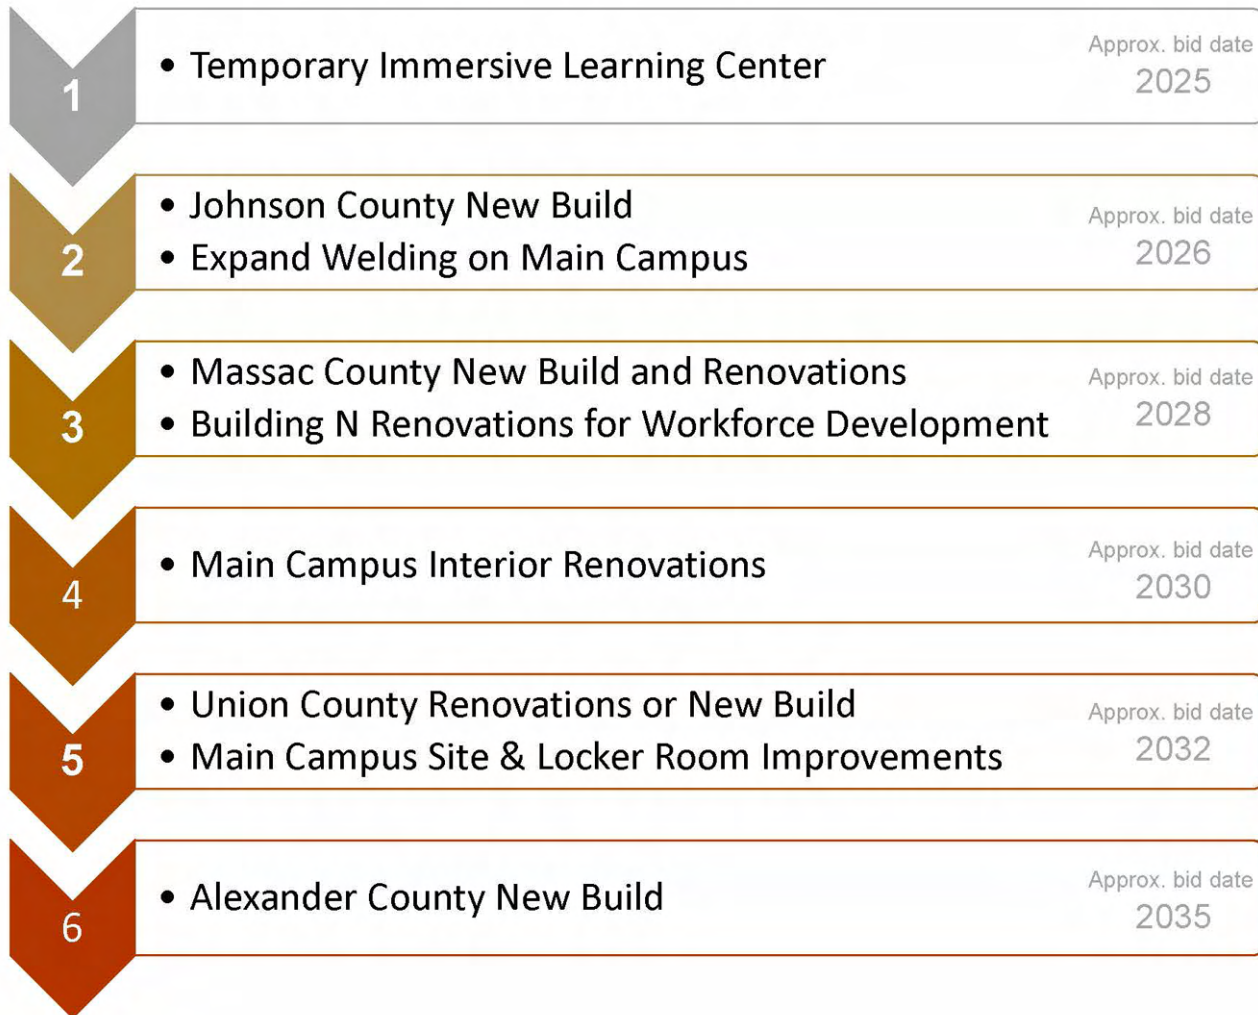 1
• Temporary Immersive Learning Center
Approx. bid date
2025
2
• Johnson County New Build
• Expand Welding on Main Campus
Approx. bid date
2026
3
• Massac County New Build and Renovations
• Building N Renovations for Workforce Development
Approx. bid date
2028
4
• Main Campus Interior Renovations
Approx. bid date
2030
5
• Union County Renovations or New Build
• Main Campus Site & Locker Room Improvements
Approx. bid date
2032
6
• Alexander County New Build
Approx. bid date
2035